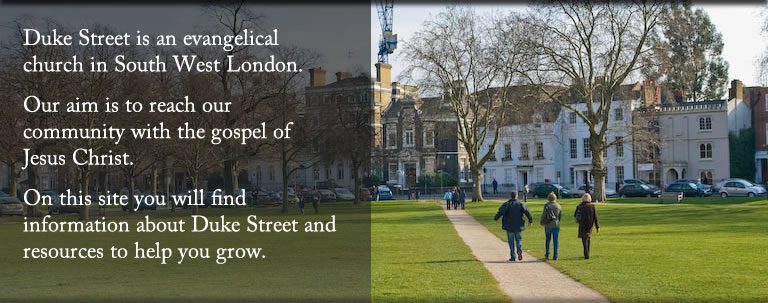 Duke Street is an evangelical
church in South West London.
Our aim is to reach our
community with the gospel of
Jesus Christ.
On this site you will find
information about Duke Street and
resources to help you grow.